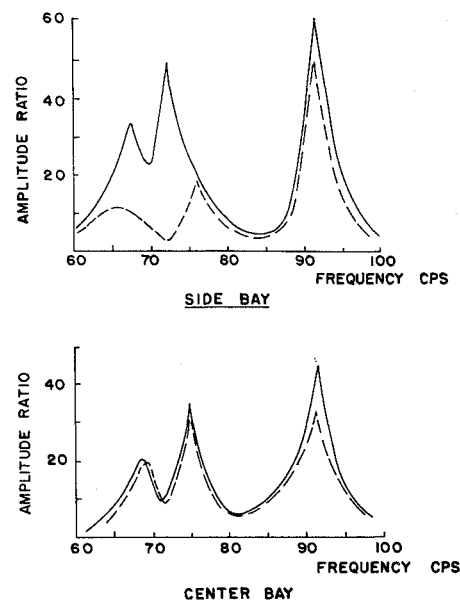 60
40
20
AMPLITUDE RATIO
60 70 80 90 100
FREQUENCY CPS
SIDE BAY
40
20
AMPLITUDE RATIO
60 70 80 90 100
FREQUENCY CPS
CENTER BAY